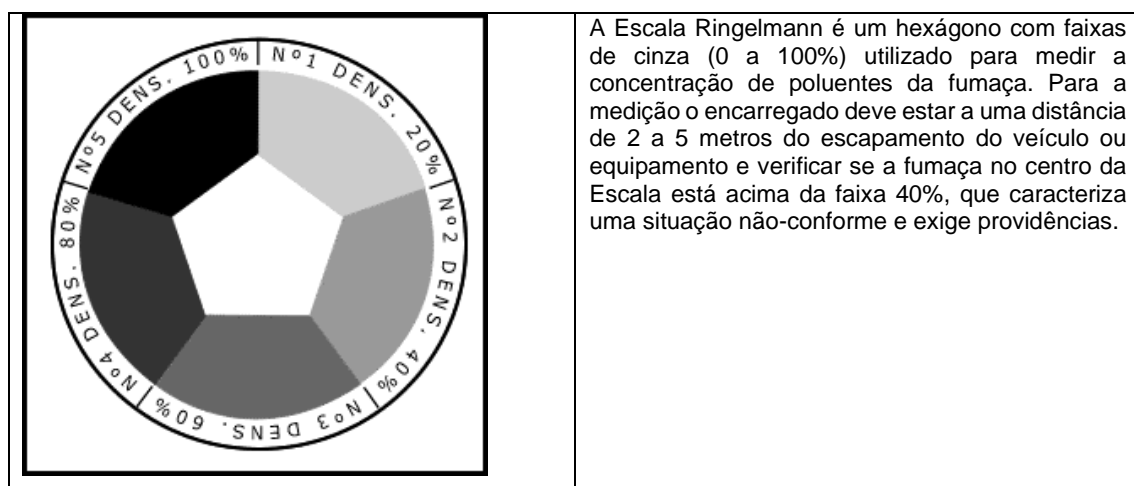 Nº1 DENS. 20%
Nº2 DENS. 40%
Nº3 DENS. 60%
Nº4 DENS. 80%
Nº5 DENS. 100%
A Escala Ringelmann é um hexágono com faixas
de cinza (0 a 100%) utilizado para medir a
concentração de poluentes da fumaça. Para a
medição o encarregado deve estar a uma distância
de 2 a 5 metros do escapamento do veículo ou
equipamento e verificar se a fumaça no centro da
Escala está acima da faixa 40%, que caracteriza
uma situação não-conforme e exige providências.